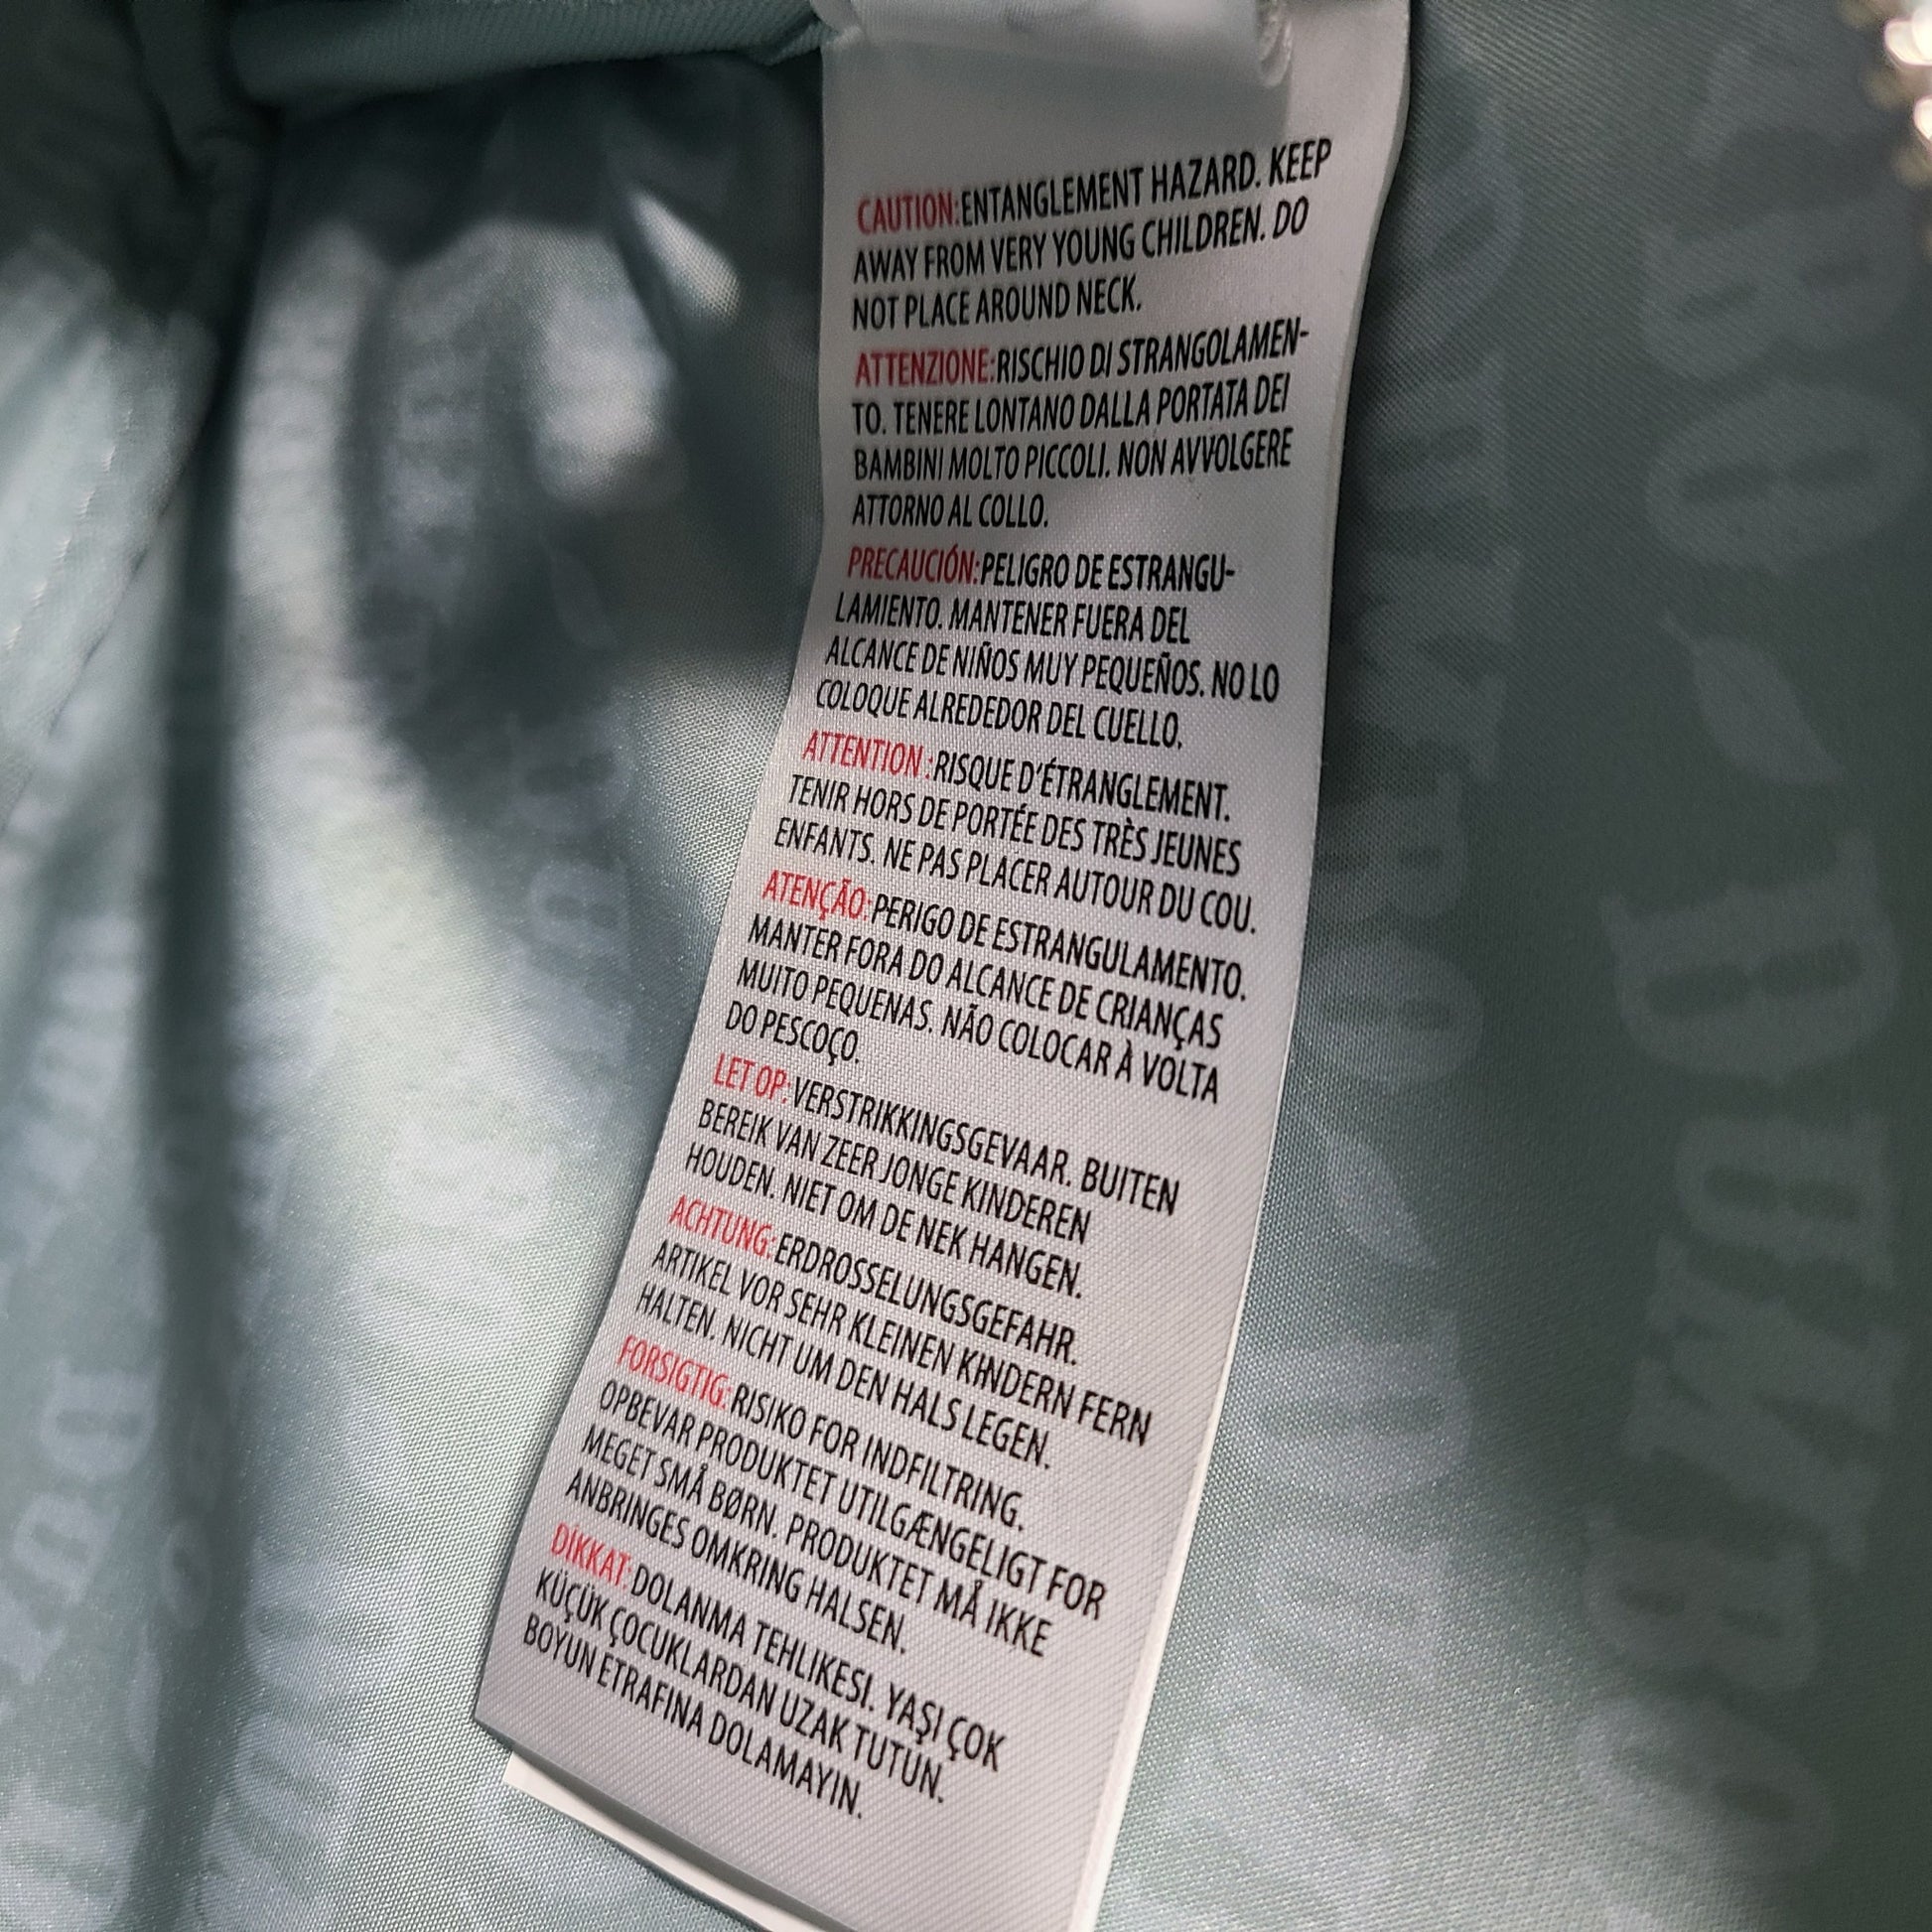 CAUTION:ENTANGLEMENT HAZARD. KEEP
AWAY FROM VERY YOUNG CHILDREN. DO
NOT PLACE AROUND NECK.
ATTENZIONE:RISCHIO DI STRANGOLAMEN-
TO. TENERE LONTANO DALLA PORTATA DEI
BAMBINI MOLTO PICCOLI. NON AVVOLGERE
ATTORNO AL COLLO.
PRECAUCIÓN:PELIGRO DE ESTRANGU-
LAMIENTO. MANTENER FUERA DEL
ALCANCE DE NIÑOS MUY PEQUEÑOS. NO LO
COLOQUE ALREDEDOR DEL CUELLO.
ATTENTION :RISQUE D'ÉTRANGLEMENT.
TENIR HORS DE PORTÉE DES TRÈS JEUNES
ENFANTS. NE PAS PLACER AUTOUR DU COU.
ATENÇÃO:PERIGO DE ESTRANGULAMENTO.
MANTER FORA DO ALCANCE DE CRIANÇAS
MUITO PEQUENAS. NÃO COLOCAR À VOLTA
DO PESCOÇO.
LET OP:VERSTRIKKINGSGEVAAR. BUITEN
BEREIK VAN ZEER JONGE KINDEREN
HOUDEN. NIET OM DE NEK HANGEN.
ACHTUNG:ERDROSSELUNGSGEFAHR.
ARTIKEL VOR SEHR KLEINEN KINDERN FERN
HALTEN. NICHT UM DEN HALS LEGEN.
FORSIGTIG:RISIKO FOR INDFILTRING.
OPBEVAR PRODUKTET UTILGÆNGELIGT FOR
MEGET SMÅ BØRN. PRODUKTET MÅ IKKE
ANBRINGES OMKRING HALSEN.
DİKKAT:DOLANMA TEHLIKESI. YAŞI ÇOK
KÜÇÜK ÇOCUKLARDAN UZAK TUTUN.
BOYUN ETRAFINA DOLAMAYIN.